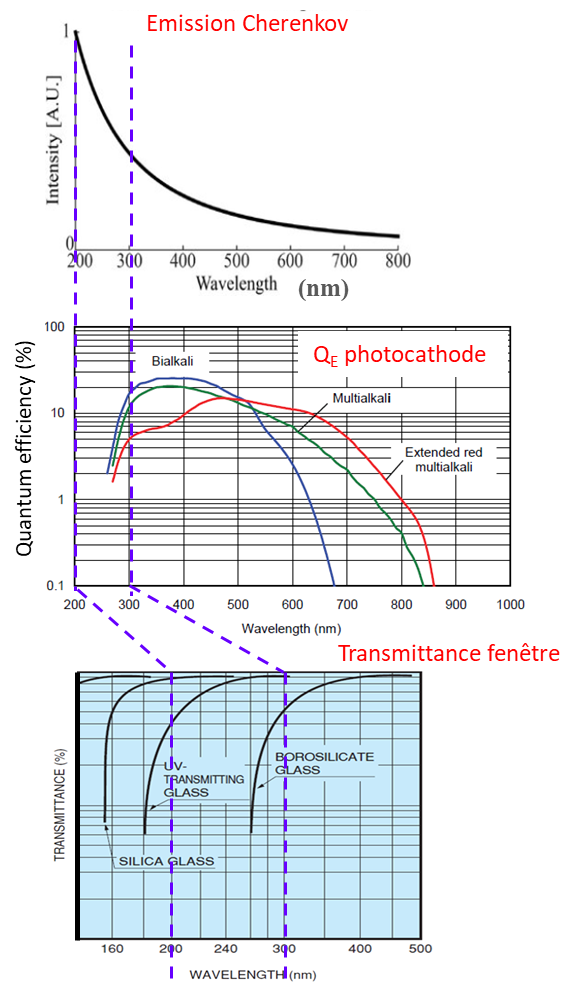 Emission Cherenkov
1
Intensity [A.U.]
0
200 300 400 500 600 700 800
Wavelength (nm)
100
Quantum efficiency (%)
Bialkali
QE photocathode
Multialkali
10
Extended red
multialkali
1
0.1
200 300 400 500 600 700 800 900 1000
Wavelength (nm)
Transmittance fenêtre
TRANSMITTANCE (%)
BOROSILICATE
GLASS
UV-
TRANSMITTING
GLASS
SILICA GLASS
160 200 240 300 400 500
WAVELENGTH (nm)